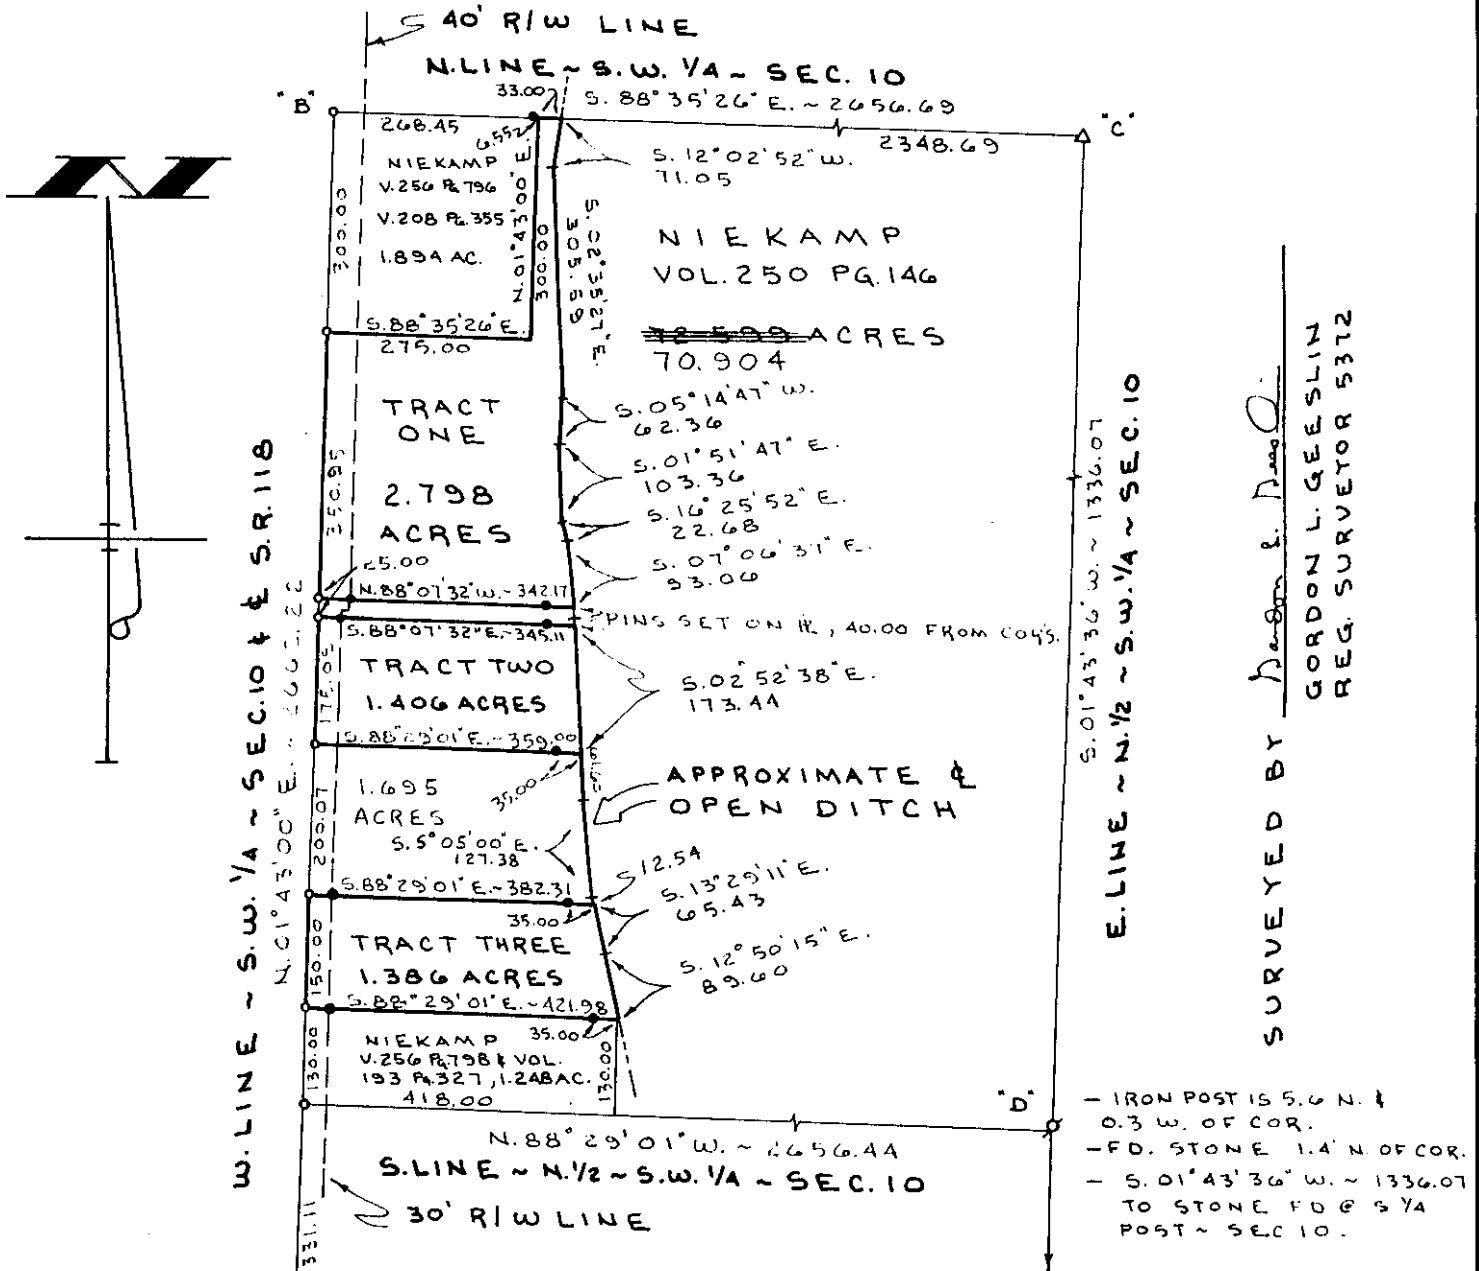 40' R/W LINE
N.LINE ~ S.W. 1/4 ~ SEC. 10
33.00
S. 88° 35' 26" E. ~ 2656.69
"B"
"C"
268.45
6.552
2348.69
S. 12° 02' 52" W.
71.05
NIEKAMP
V.256 PG.796
V.208 PG.355
1.894 AC.
300.00
N.01°43'00"E.
300.00
S.02°35'27"E.
305.59
NIEKAMP
VOL.250 PG.146
72.599 ACRES
70.904
S.88°35'26"E.
275.00
TRACT
ONE
2.798
ACRES
350.95
S.05°14'47" W.
62.36
S.01°51'47" E.
103.36
S.16°25'52" E.
22.68
S.07°06'37" E.
93.06
25.00
N.88°07'32"W.~342.17
PINS SET ON PL, 40.00 FROM COR'S.
S.88°07'32"E.~345.11
TRACT TWO
1.406 ACRES
175.05
S.02°52'38"E.
173.44
S.88°29'01"E.~359.00
35.00
1.695
ACRES
200.07
APPROXIMATE ℄
OPEN DITCH
S.5°05'00"E.
127.38
12.54
S.88°29'01"E.~382.31
35.00
S.13°29'11"E.
65.43
TRACT THREE
1.386 ACRES
150.00
S.12°50'15"E.
89.60
S.88°29'01"E.~421.98
35.00
NIEKAMP
V.256 PG.798 & VOL.
193 PG.327, 1.248AC.
418.00
130.00
130.00
"D"
N.88°29'01"W.~2656.44
S.LINE ~ N.1/2 ~ S.W. 1/4 ~ SEC.10
30' R/W LINE
331.11
W.LINE ~ S.W. 1/4 ~ SEC.10 & ℄ S.R.118
N.01°43'00"E.
S.01°43'36"W.~1336.07
E.LINE ~ N.1/2 ~ S.W.1/4 ~ SEC.10
SURVEYED BY
GORDON L. GEESLIN
REG. SURVEYOR 5372
– IRON POST IS 5.6 N. &
0.3 W. OF COR.
– FD. STONE 1.4' N. OF COR.
– S.01°43'36" W. ~ 1336.07
TO STONE FD @ S 1/4
POST ~ SEC 10.